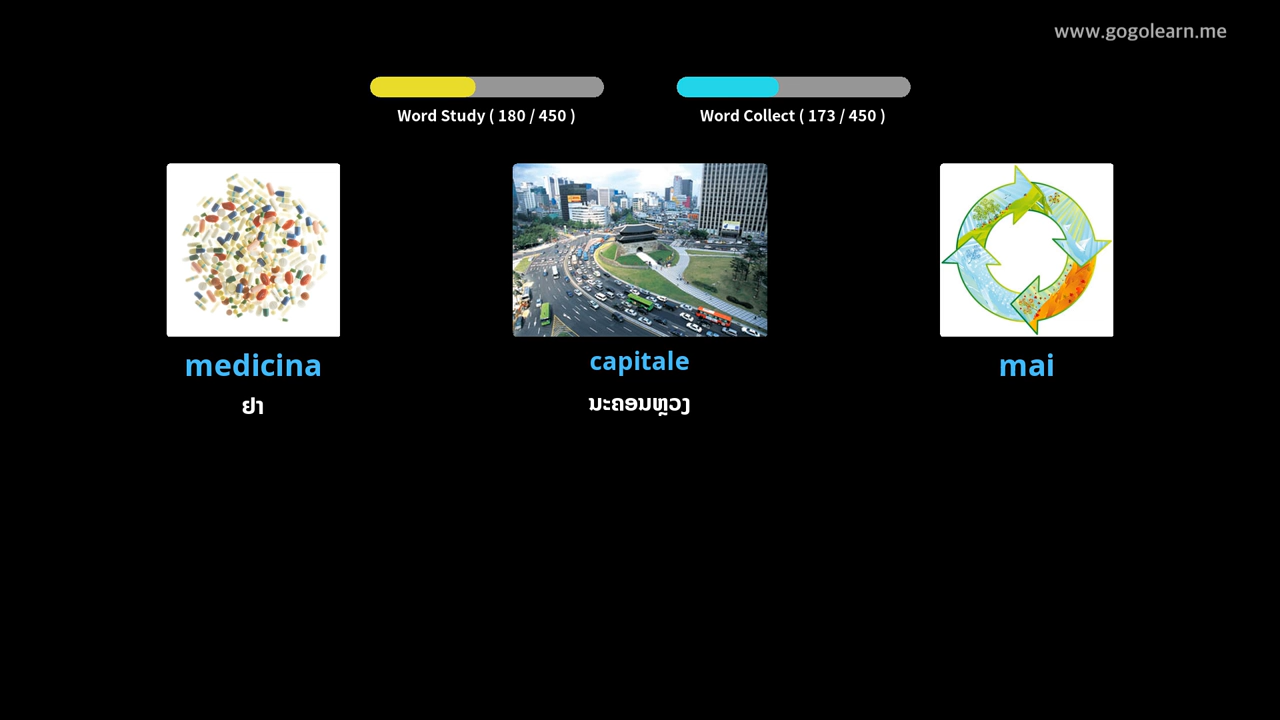 www.gogolearn.me
Word Study ( 180 / 450 )
Word Collect ( 173 / 450 )
medicina
ຢາ
capitale
ນະຄອນຫຼວງ
mai